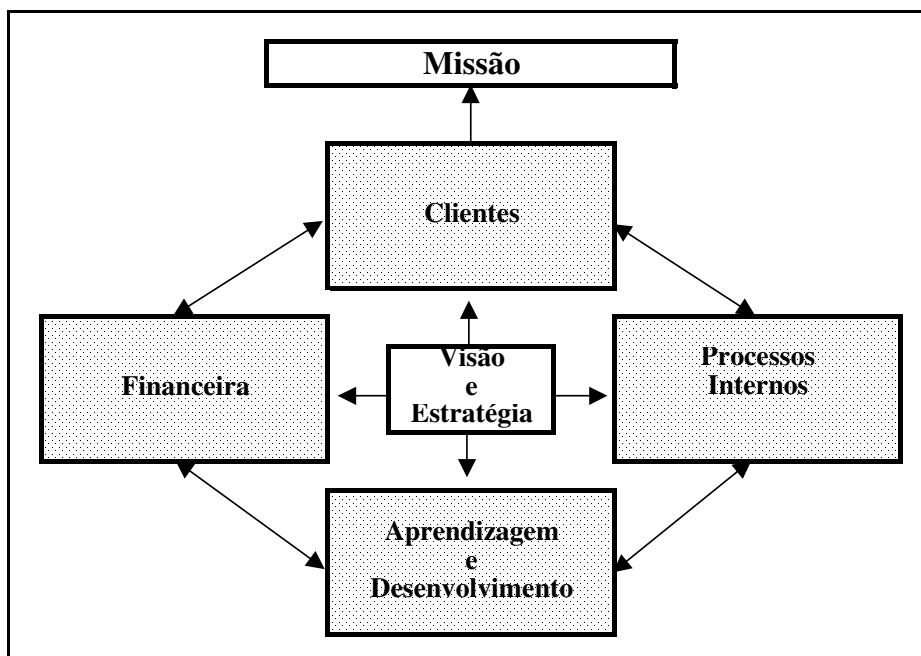 Missão
Clientes
Financeira
Visão
e
Estratégia
Processos
Internos
Aprendizagem
e
Desenvolvimento